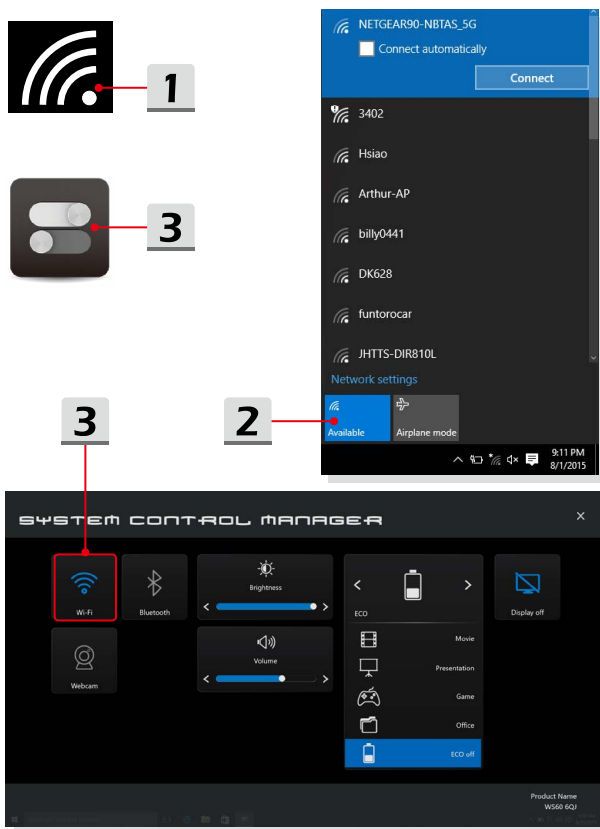 1
3
NETGEAR90-NBTAS_5G
Connect automatically
Connect
3402
Hsiao
Arthur-AP
billy0441
DK628
funtorocar
JHTTS-DIR810L
Network settings
2
Available
Airplane mode
9:11 PM
8/1/2015
3
SYSTEM CONTROL MANAGER
Wi-Fi
Bluetooth
Brightness
ECO
Display off
Webcam
Volume
Movie
Presentation
Game
Office
ECO off
Product Name
WS60 6QJ